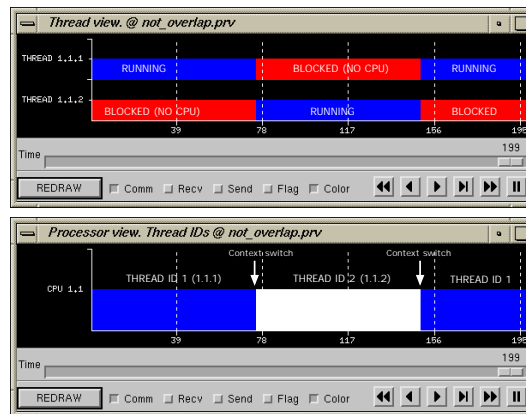 Thread view. @ not_overlap.prv
THREAD 1.1.1
RUNNING
BLOCKED (NO CPU)
RUNNING
THREAD 1.1.2
BLOCKED (NO CPU)
RUNNING
BLOCKED
39 78 117 156 195
Time
199
REDRAW Comm Recv Send Flag Color
Processor view. Thread IDs @ not_overlap.prv
Context switch
Context switch
CPU 1.1
THREAD ID 1 (1.1.1)
THREAD ID 2 (1.1.2)
THREAD ID 1
39 78 117 156 195
Time
199
REDRAW Comm Recv Send Flag Color